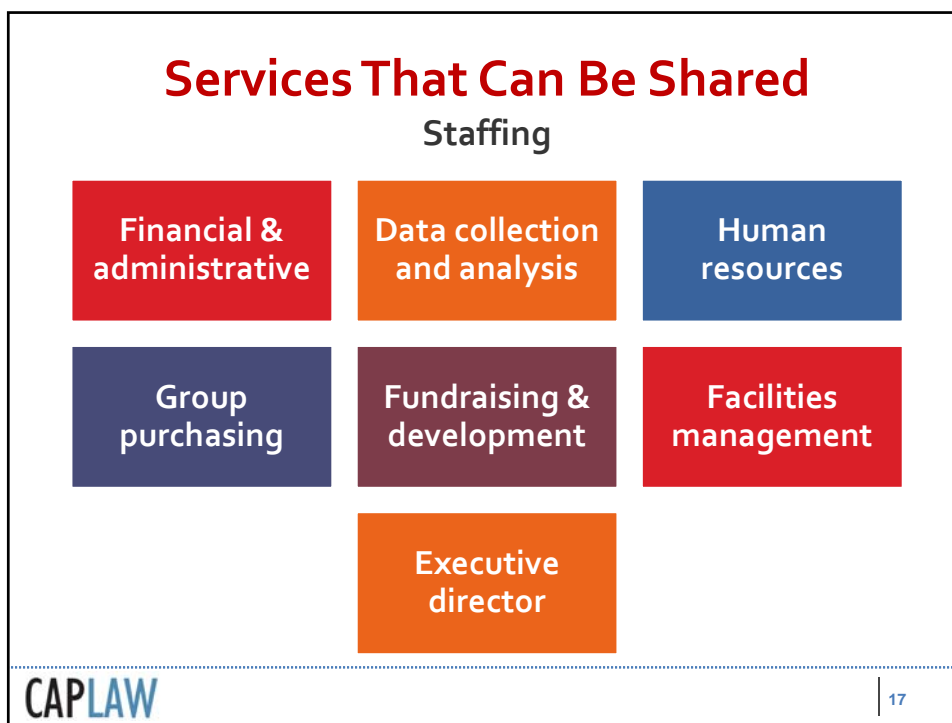 Services That Can Be Shared
Staffing
Financial &
administrative
Data collection
and analysis
Human
resources
Group
purchasing
Fundraising &
development
Facilities
management
Executive
director
CAPLAW
17